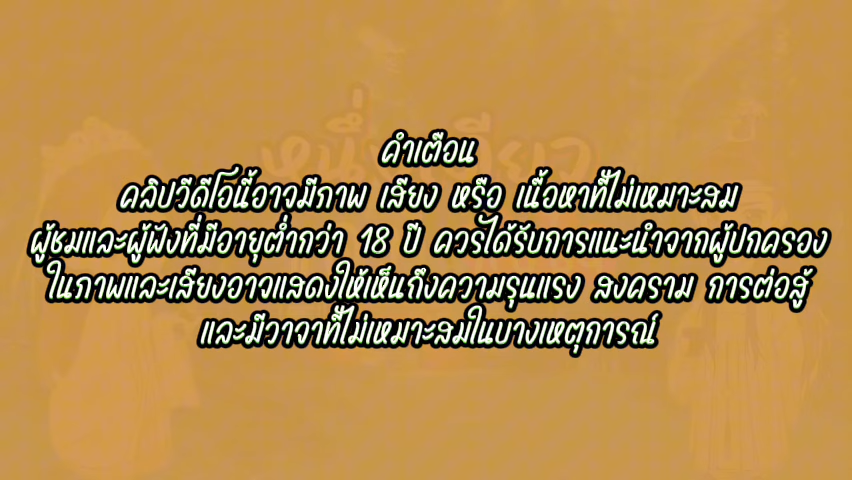 คำเตือน
คลิปวีดีโอนี้อาจมีภาพ เสียง หรือ เนื้อหาที่ไม่เหมาะสม
ผู้ชมและผู้ฟังที่มีอายุต่ำกว่า 18 ปี ควรได้รับการแนะนำจากผู้ปกครอง
ในภาพและเสียงอาจแสดงให้เห็นถึงความรุนแรง สงคราม การต่อสู้
และมีวาจาที่ไม่เหมาะสมในบางเหตุการณ์